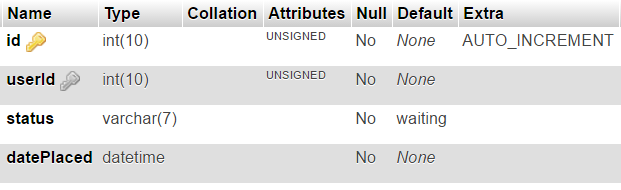 Name Type Collation Attributes Null Default Extra
id int(10) UNSIGNED No None AUTO_INCREMENT
userId int(10) UNSIGNED No None
status varchar(7) No waiting
datePlaced datetime No None